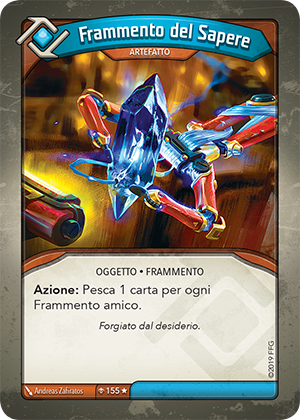 Frammento del Sapere
ARTEFATTO
OGGETTO • FRAMMENTO
Azione: Pesca 1 carta per ogni
Frammento amico.
Forgiato dal desiderio.
Andreas Zafiratos
155 ★
©2019 FFG